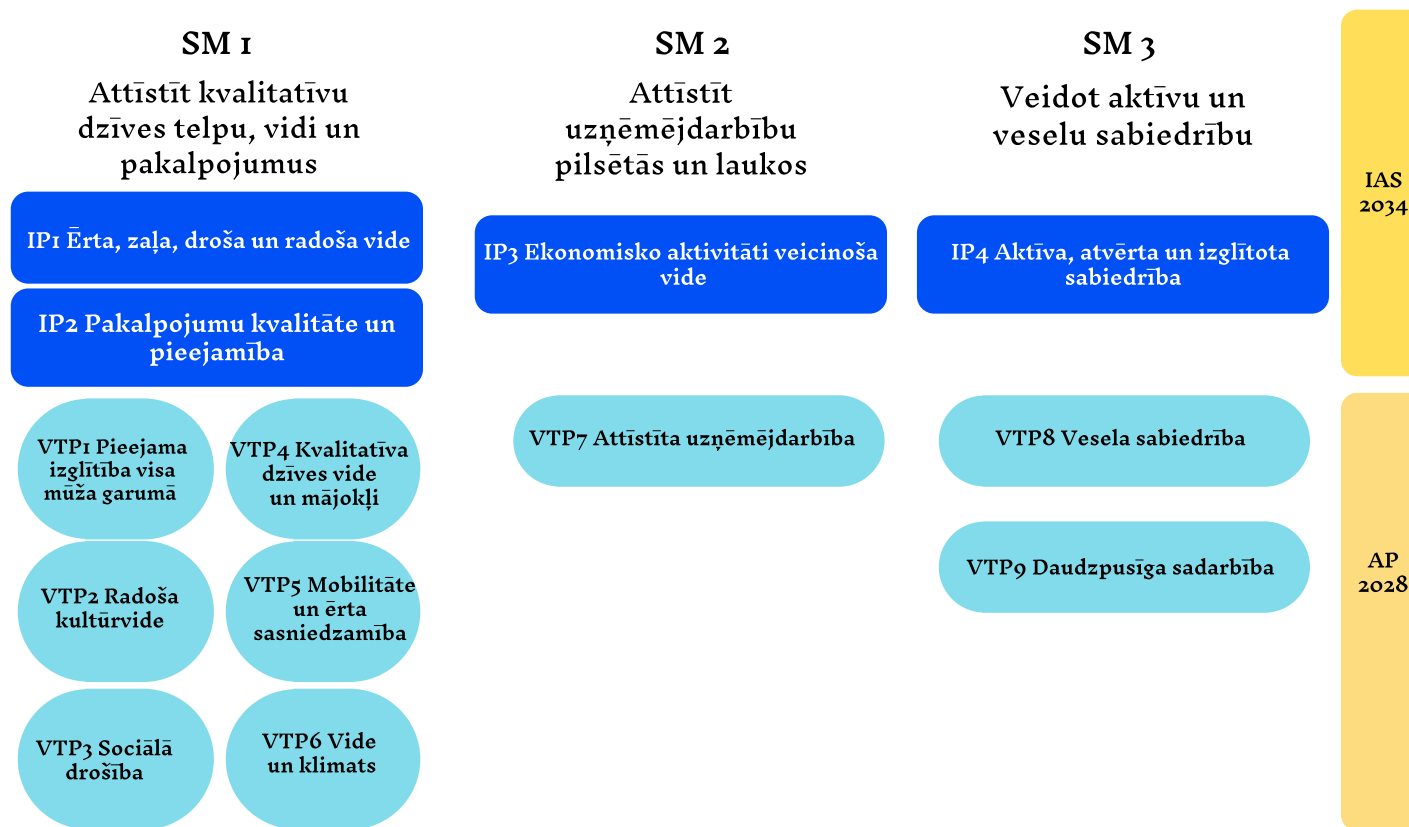 SM 1
Attīstīt kvalitatīvu
dzīves telpu, vidi un
pakalpojumus
IP1 Ērta, zaļa, droša un radoša vide
IP2 Pakalpojumu kvalitāte un
pieejamība
VTP1 Pieejama
izglītība visa
mūža garumā
VTP4 Kvalitatīva
dzīves vide
un mājokļi
VTP2 Radoša
kultūrvide
VTP5 Mobilitāte
un ērta
sasniedzamība
VTP3 Sociālā
drošība
VTP6 Vide
un klimats
SM 2
Attīstīt
uzņēmējdarbību
pilsētās un laukos
IP3 Ekonomisko aktivitāti veicinoša
vide
VTP7 Attīstīta uzņēmējdarbība
SM 3
Veidot aktīvu un
veselu sabiedrību
IP4 Aktīva, atvērta un izglītota
sabiedrība
VTP8 Vesela sabiedrība
VTP9 Daudzpusīga sadarbība
IAS
2034
AP
2028